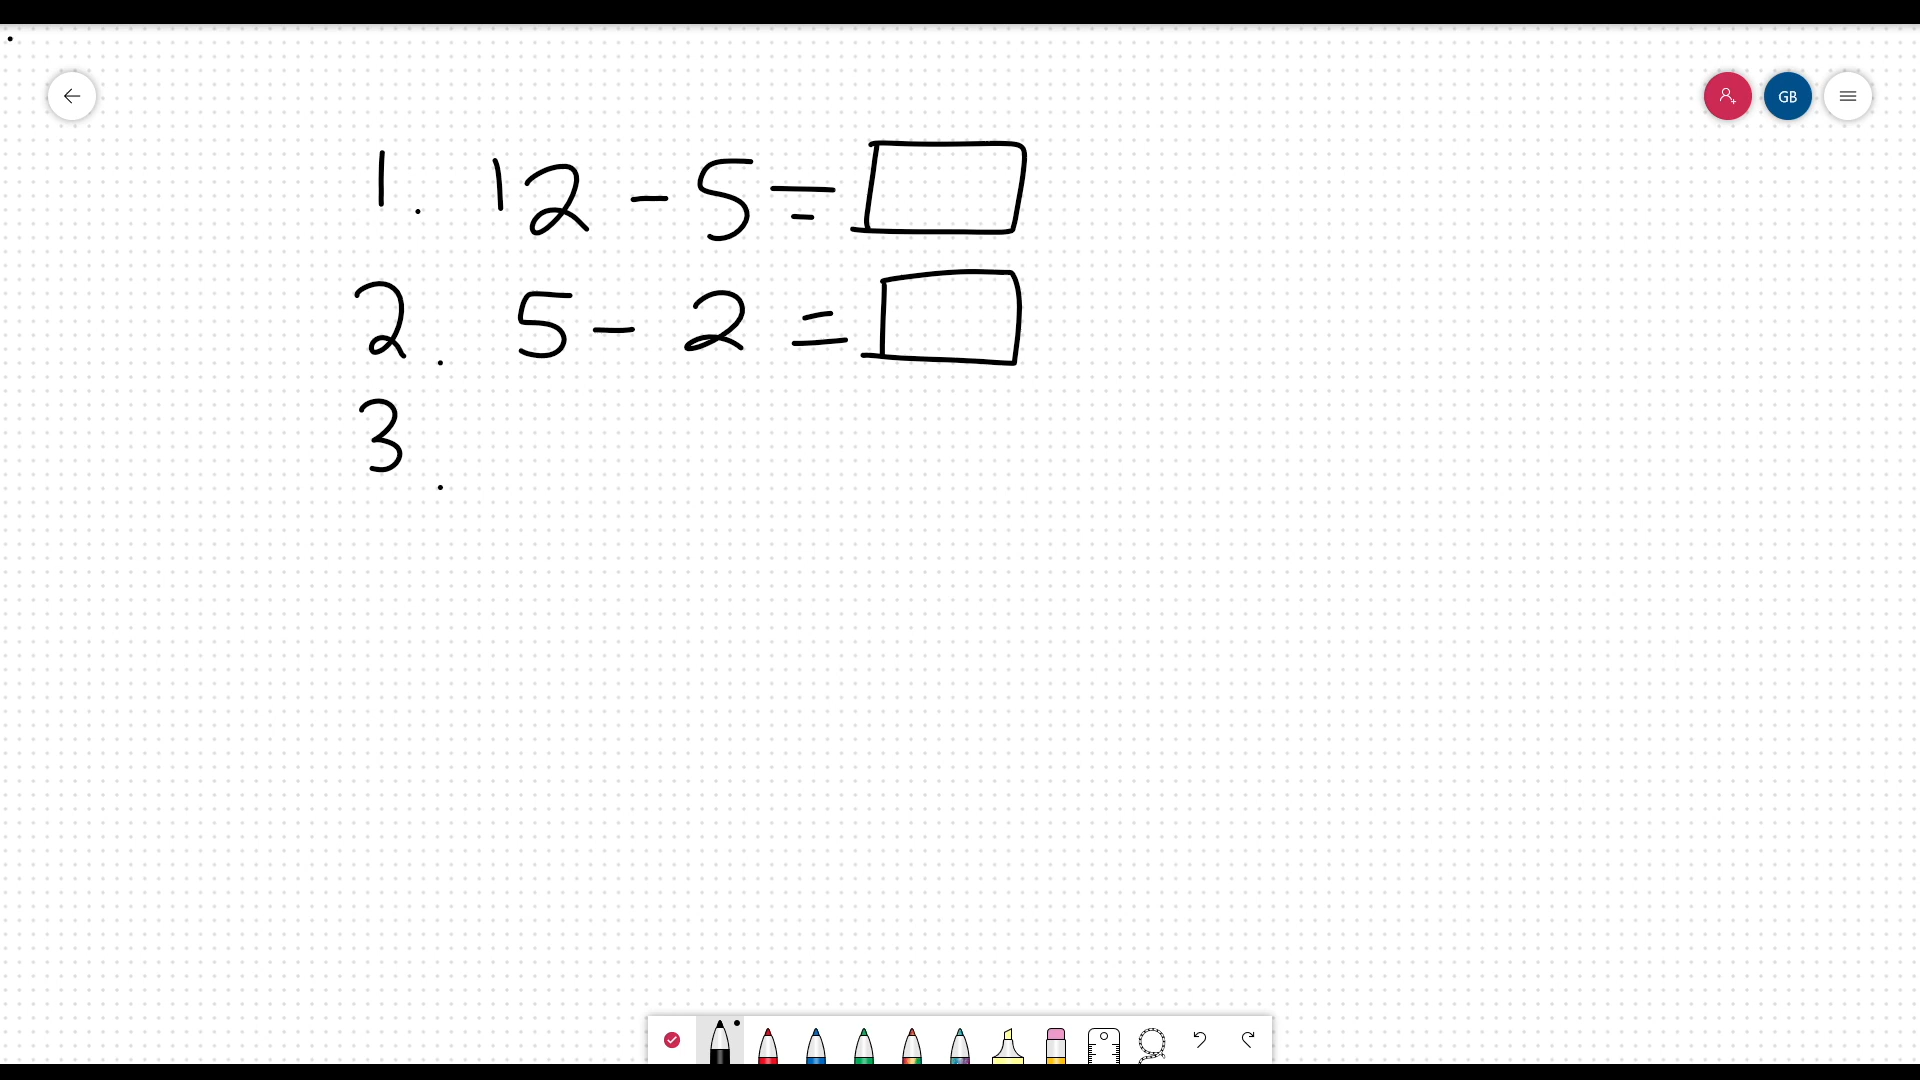 GB
1. 12 - 5 =
2. 5 - 2 =
3.